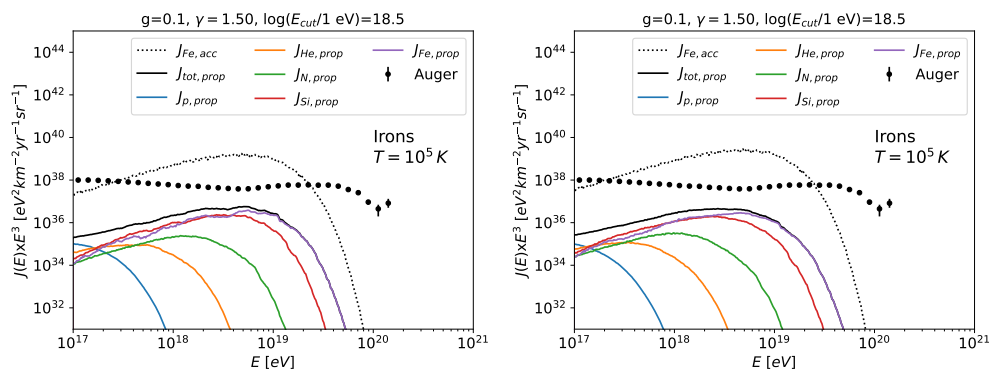 g=0.1, γ = 1.50, log(E_cut/1 eV)=18.5
J(E)xE^3 [eV^2 km^-2 yr^-1 sr^-1]
10^44
10^42
10^40
10^38
10^36
10^34
10^32
J_Fe, acc
J_tot, prop
J_p, prop
J_He, prop
J_N, prop
J_Si, prop
J_Fe, prop
Auger
Irons
T = 10^5 K
10^17 10^18 10^19 10^20 10^21
E [eV]
g=0.1, γ = 1.50, log(E_cut/1 eV)=18.5
J(E)xE^3 [eV^2 km^-2 yr^-1 sr^-1]
10^44
10^42
10^40
10^38
10^36
10^34
10^32
J_Fe, acc
J_tot, prop
J_p, prop
J_He, prop
J_N, prop
J_Si, prop
J_Fe, prop
Auger
Irons
T = 10^5 K
10^17 10^18 10^19 10^20 10^21
E [eV]